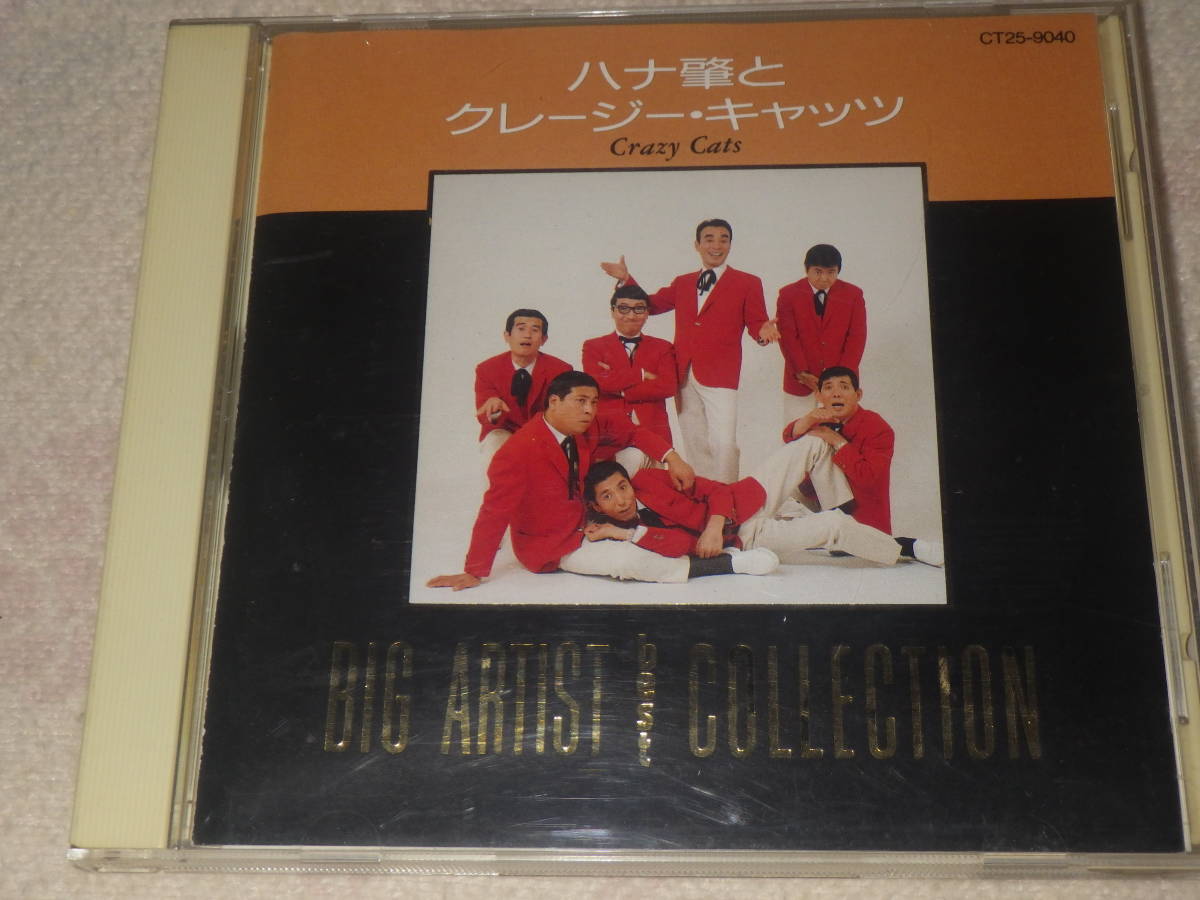 CT25-9040
ハナ肇と
クレージー・キャッツ
Crazy Cats
BIG ARTIST best COLLECTION